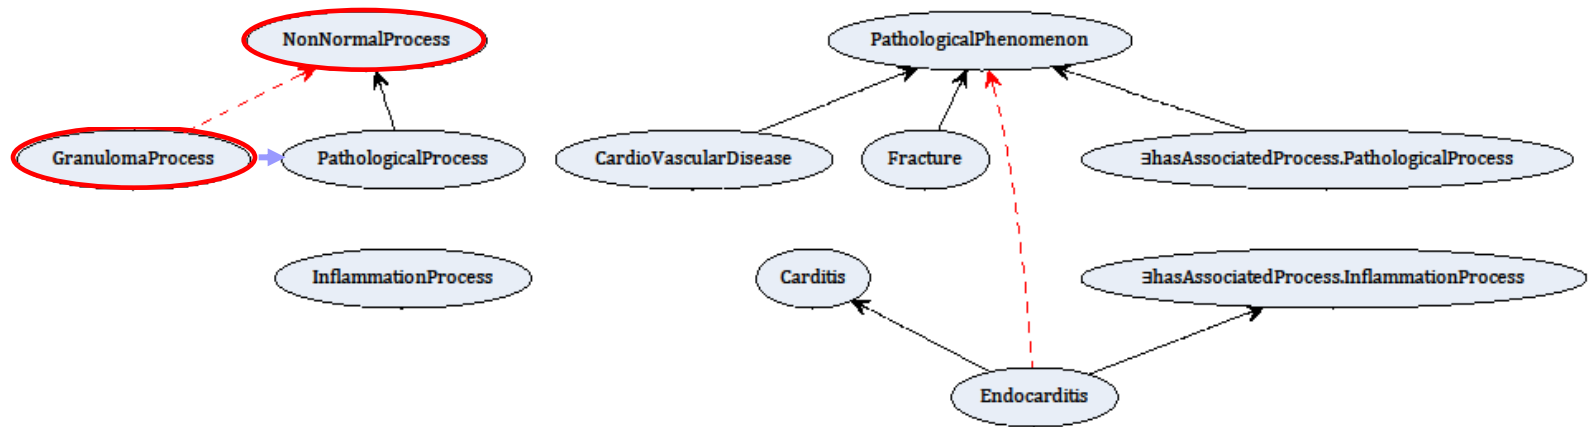 NonNormalProcess
PathologicalPhenomenon
GranulomaProcess
PathologicalProcess
CardioVascularDisease
Fracture
∃hasAssociatedProcess.PathologicalProcess
InflammationProcess
Carditis
∃hasAssociatedProcess.InflammationProcess
Endocarditis